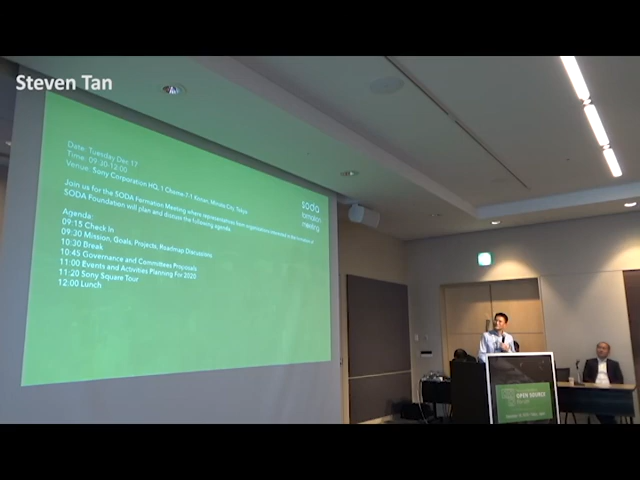 Steven Tan
Date: Tuesday Dec 17
Time: 09.30-12:00
Venue: Sony Corporation HQ, 1 Chome-7-1 Konan, Minato City, Tokyo
soda
formation
meeting
Join us for the SODA Formation Meeting where representatives from organisations interested in the formation of
SODA Foundation will plan and discuss the following agenda.
Agenda:
09:15 Check In
09:30 Mission, Goals, Projects, Roadmap Discussions
10:30 Break
10:45 Governance and Committees Proposals
11:00 Events and Activities Planning For 2020
11:20 Sony Square Tour
12.00 Lunch
OPEN SOURCE